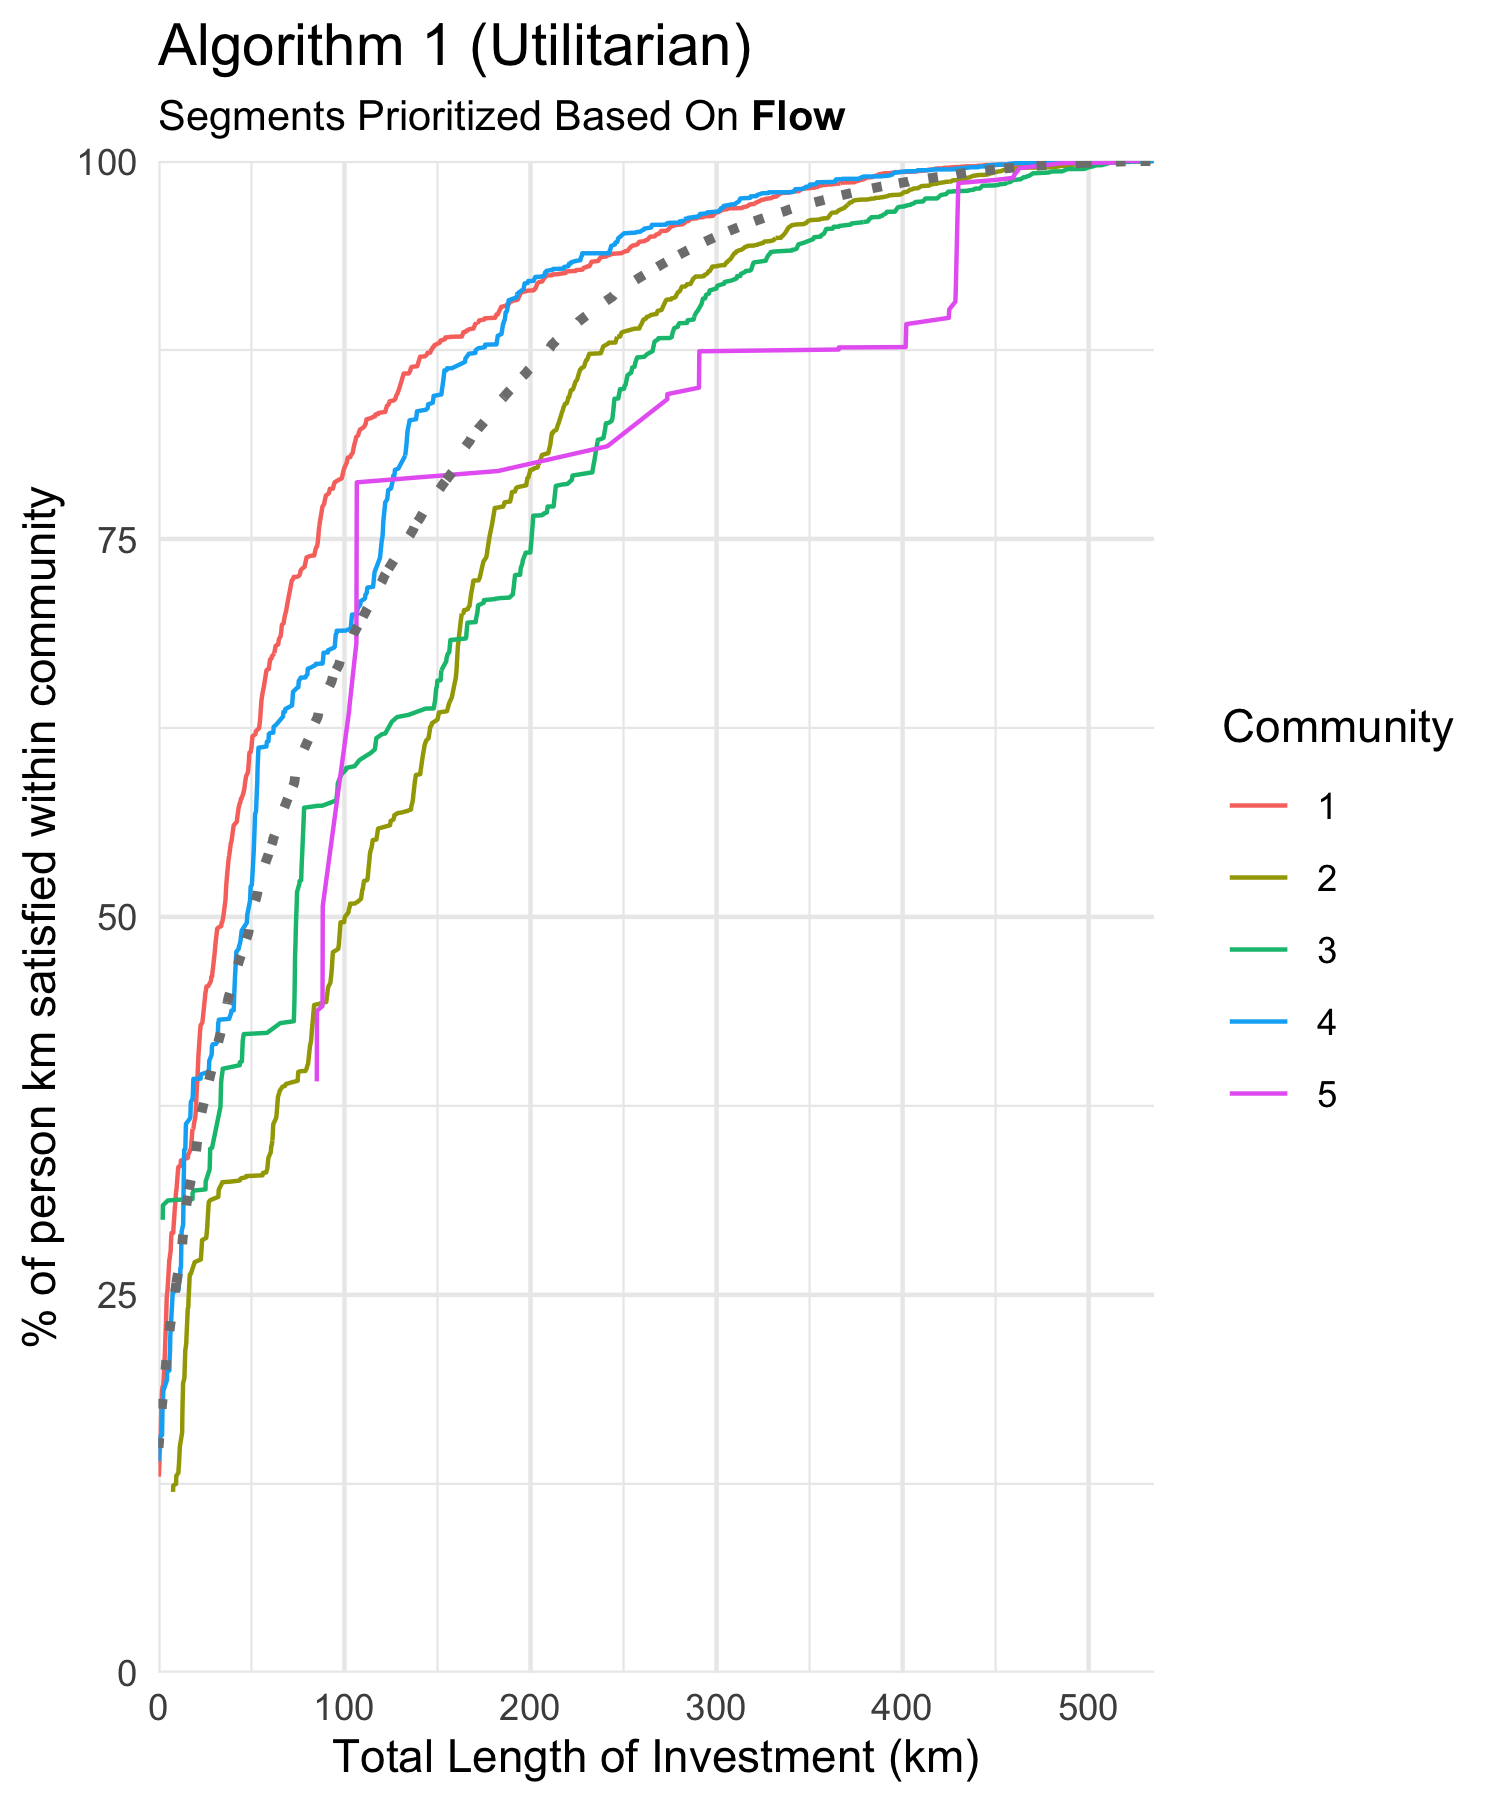 Algorithm 1 (Utilitarian)
Segments Prioritized Based On Flow
% of person km satisfied within community
100
75
50
25
0
0 100 200 300 400 500
Total Length of Investment (km)
Community
1
2
3
4
5